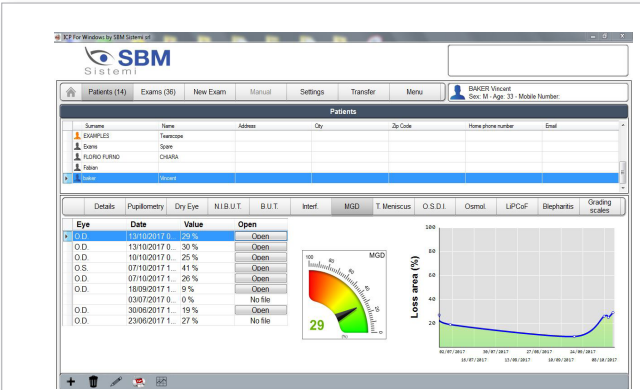 ICP For Windows by SBM Sistemi srl
SBM
Sistemi
Patients (14) Exams (36) New Exam Manual Settings Transfer Menu
BAKER Vincent
Sex: M - Age: 33 - Mobile Number:
Patients
Surname Name Address City Zip Code Home phone number Email
EXAMPLES Tearscope
Exams Spare
FLORIO FURNO CHIARA
Fabian
baker Vincent
Details Pupillometry Dry Eye N.I.B.U.T. B.U.T. Interf. MGD T. Meniscus O.S.D.I. Osmol. LiPCoF Blepharitis Grading scales
Eye Date Value Open
O.D. 13/10/2017 0... 29 % Open
O.D. 13/10/2017 0... 30 % Open
O.D. 10/10/2017 0... 25 % Open
O.S. 07/10/2017 1... 41 % Open
O.D. 07/10/2017 1... 26 % Open
O.D. 18/09/2017 1... 9 % Open
03/07/2017 0... 0 % No file
O.D. 30/06/2017 1... 19 % Open
O.D. 23/06/2017 1... 27 % No file
MGD
100
80
60
40
20
0
29
(%)
Loss area (%)
100
80
60
40
20
02/07/2017 30/07/2017 27/08/2017 24/09/2017
16/07/2017 13/08/2017 10/09/2017 08/10/2017